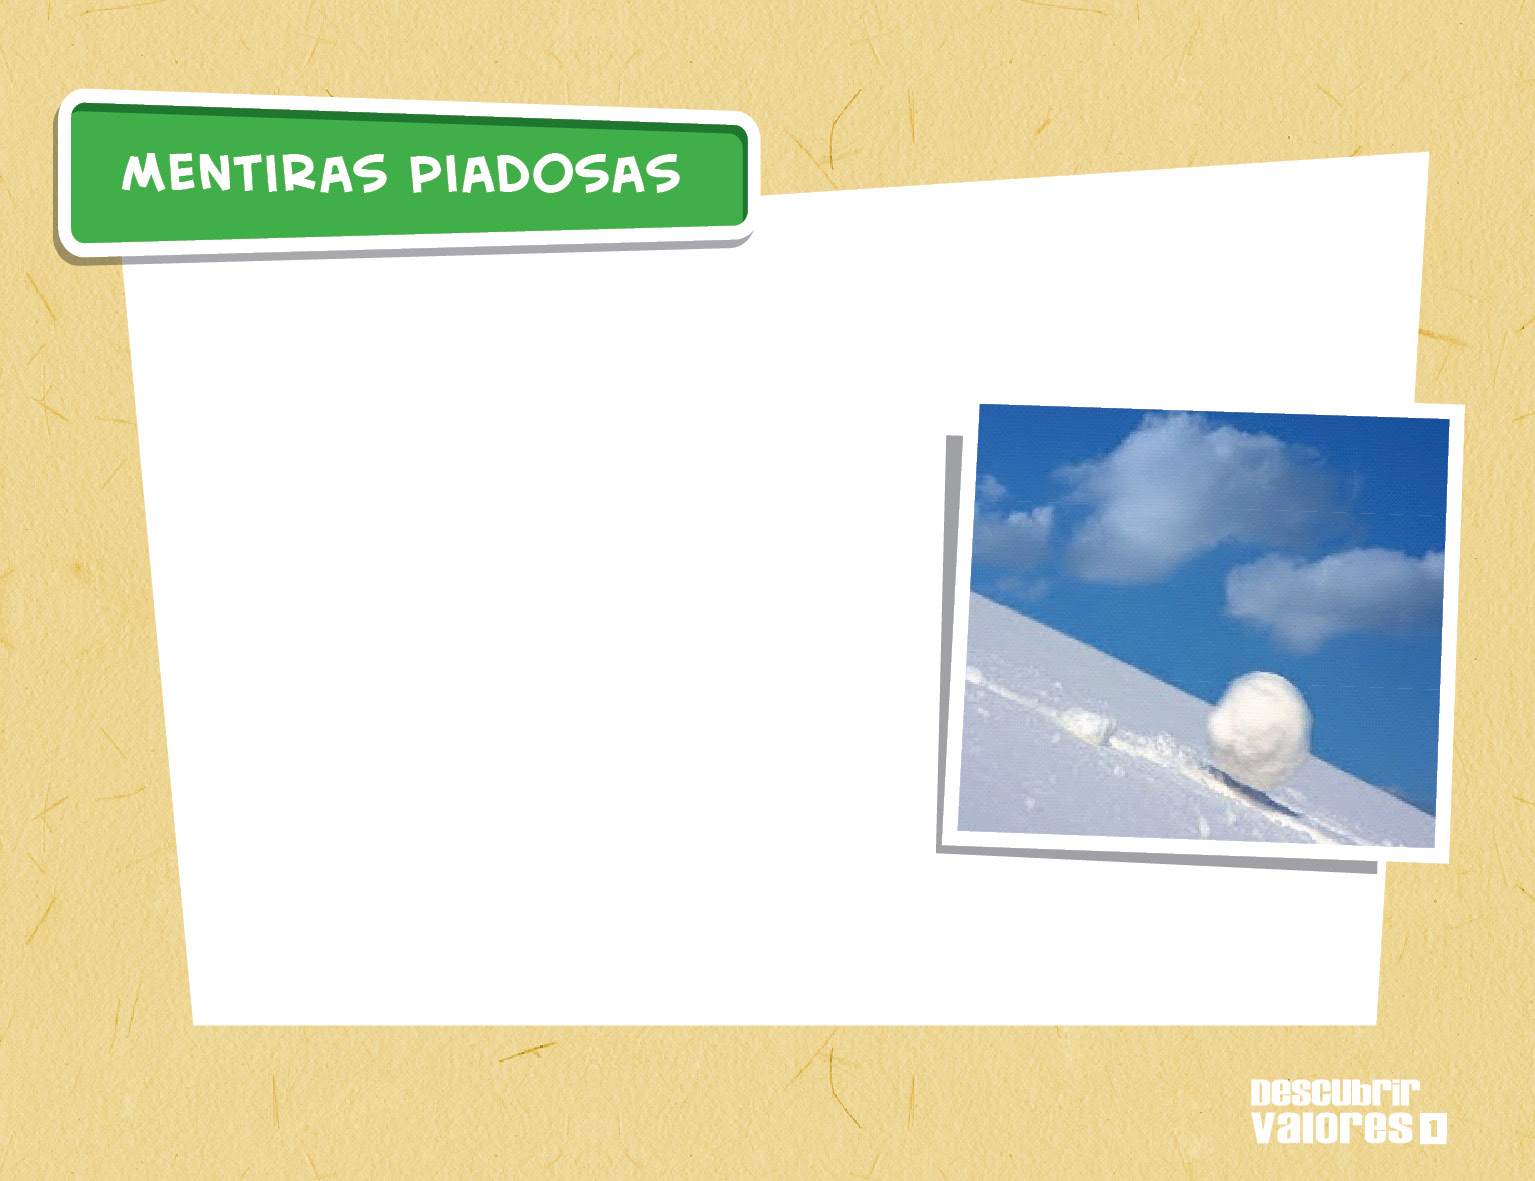 MENTIRAS PIADOSAS
Descubrir
valores 1